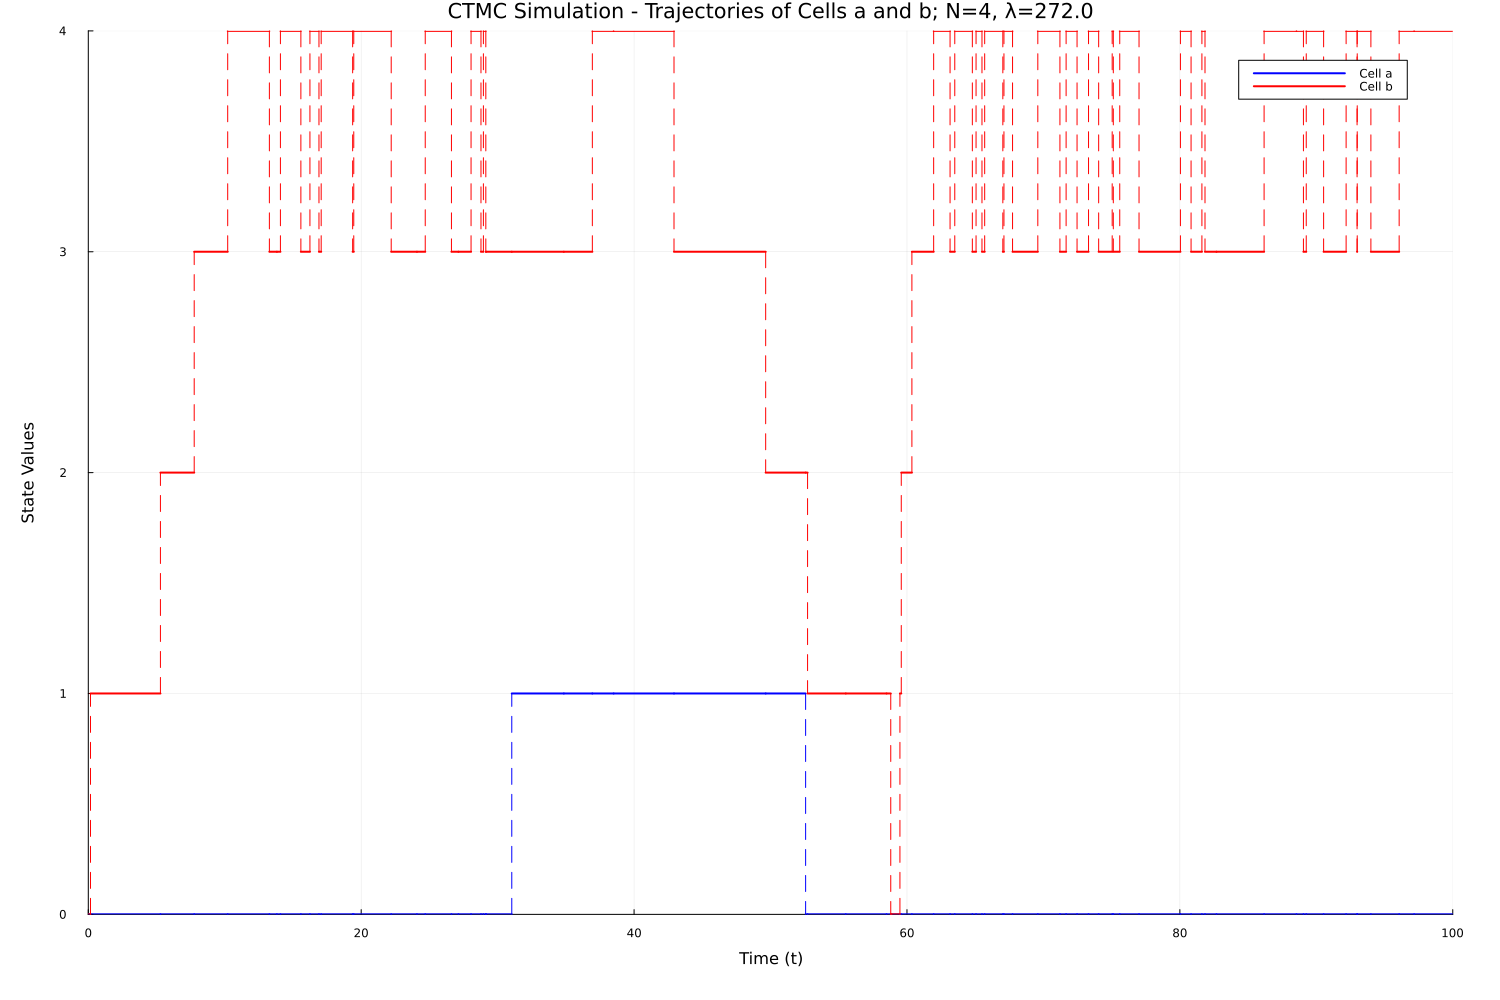 CTMC Simulation - Trajectories of Cells a and b; N=4, λ=272.0
4
Cell a
Cell b
3
State Values
2
1
0
0 20 40 60 80 100
Time (t)